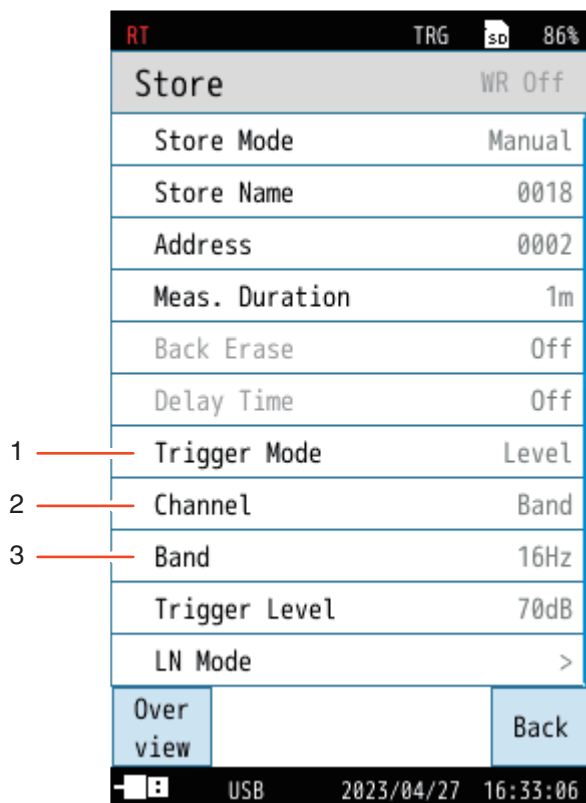 RT TRG SD 86%
Store WR Off
Store Mode Manual
Store Name 0018
Address 0002
Meas. Duration 1m
Back Erase Off
Delay Time Off
1 Trigger Mode Level
2 Channel Band
3 Band 16Hz
Trigger Level 70dB
LN Mode >
Over
view
Back
USB 2023/04/27 16:33:06